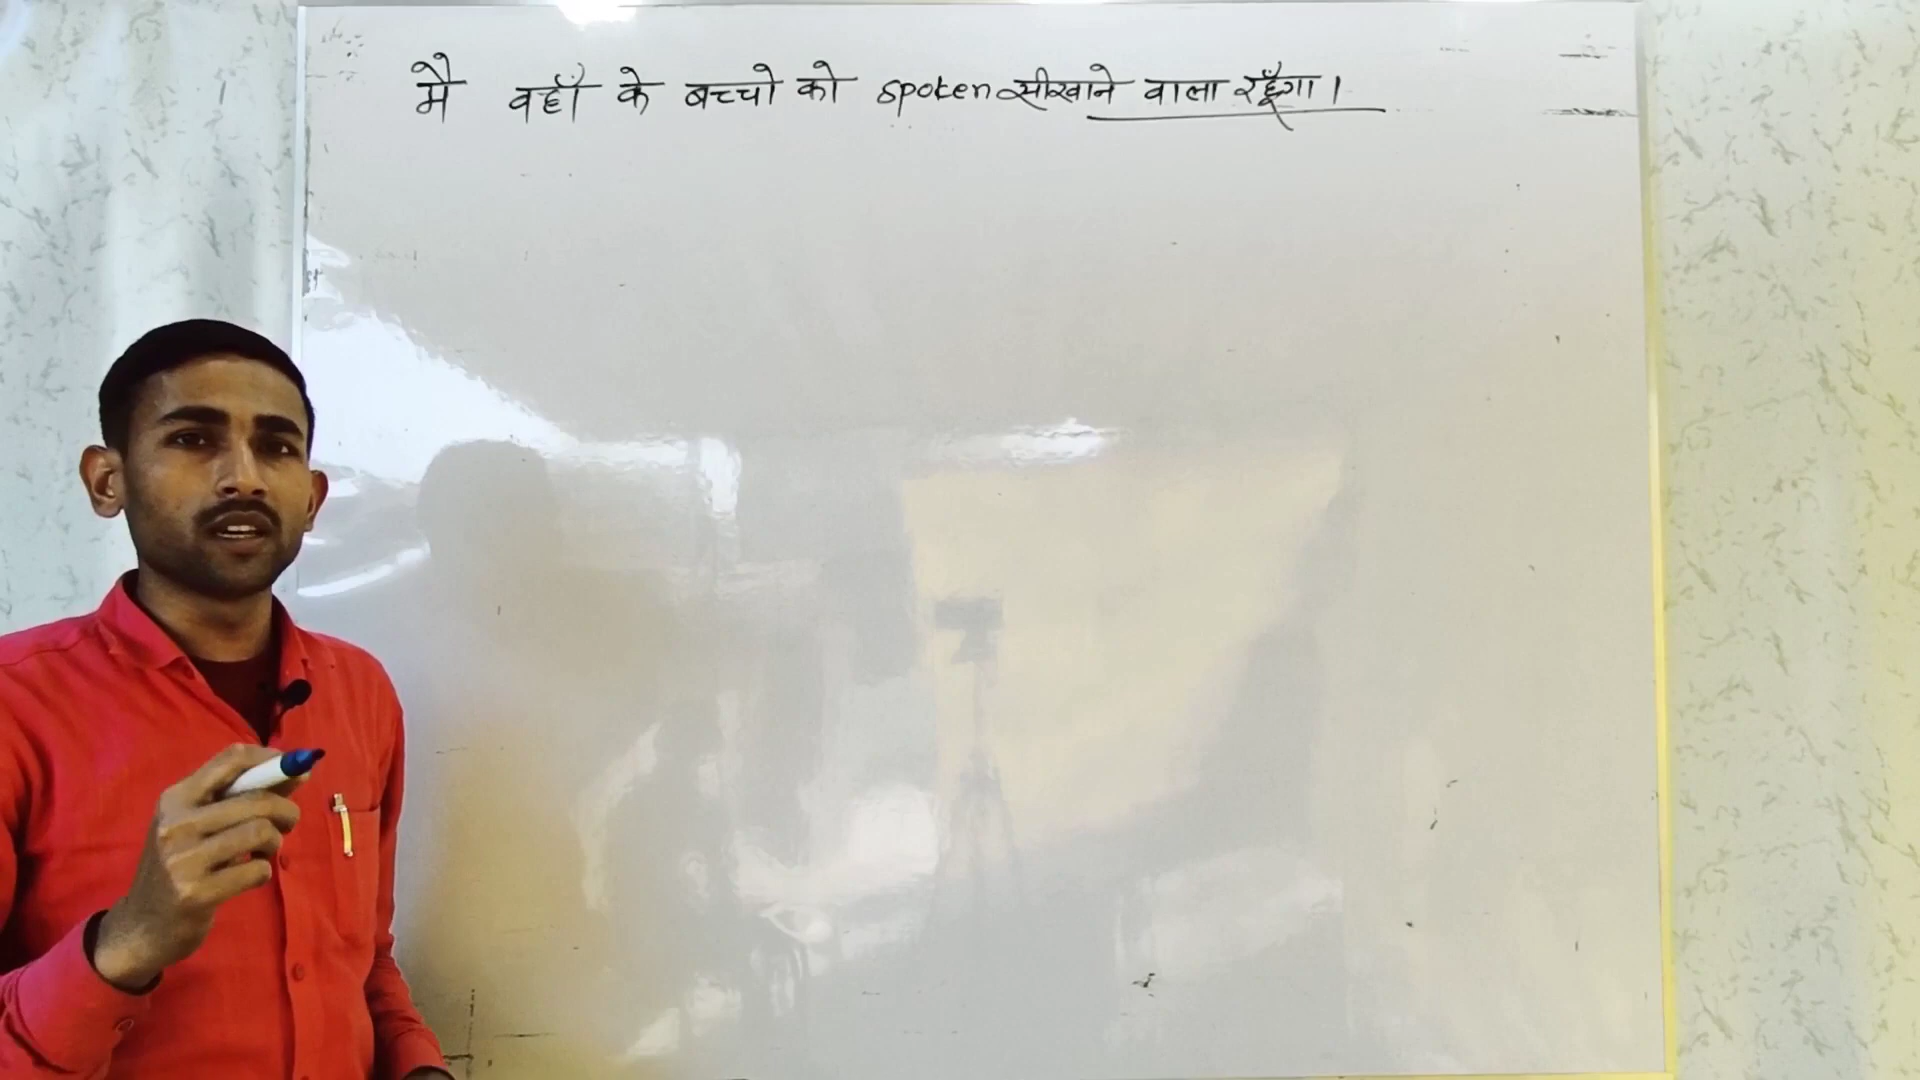 मै वहाँ के बच्चो को spoken सीखाने वाला रहूँगा।